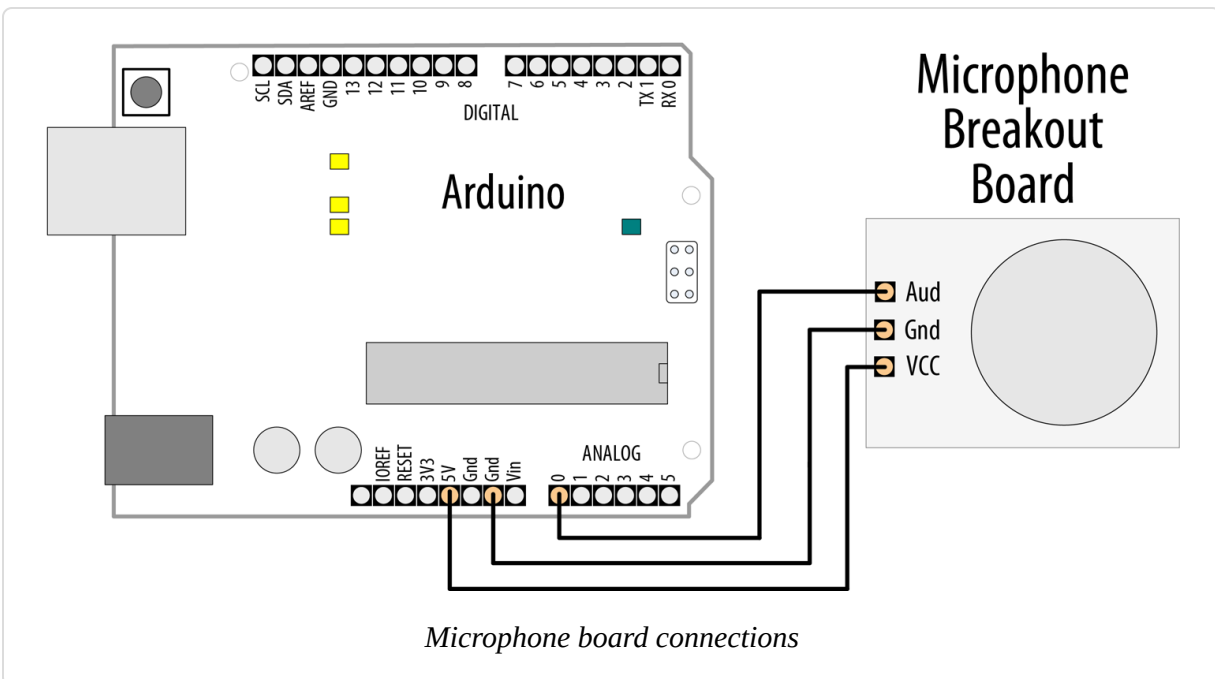 SCL
SDA
AREF
GND
13
12
11
10
9
8
7
6
5
4
3
2
TX 1
RX 0
DIGITAL
Arduino
Microphone
Breakout
Board
Aud
Gnd
VCC
IOREF
RESET
3V3
5V
Gnd
Gnd
Vin
ANALOG
0
1
2
3
4
5
Microphone board connections